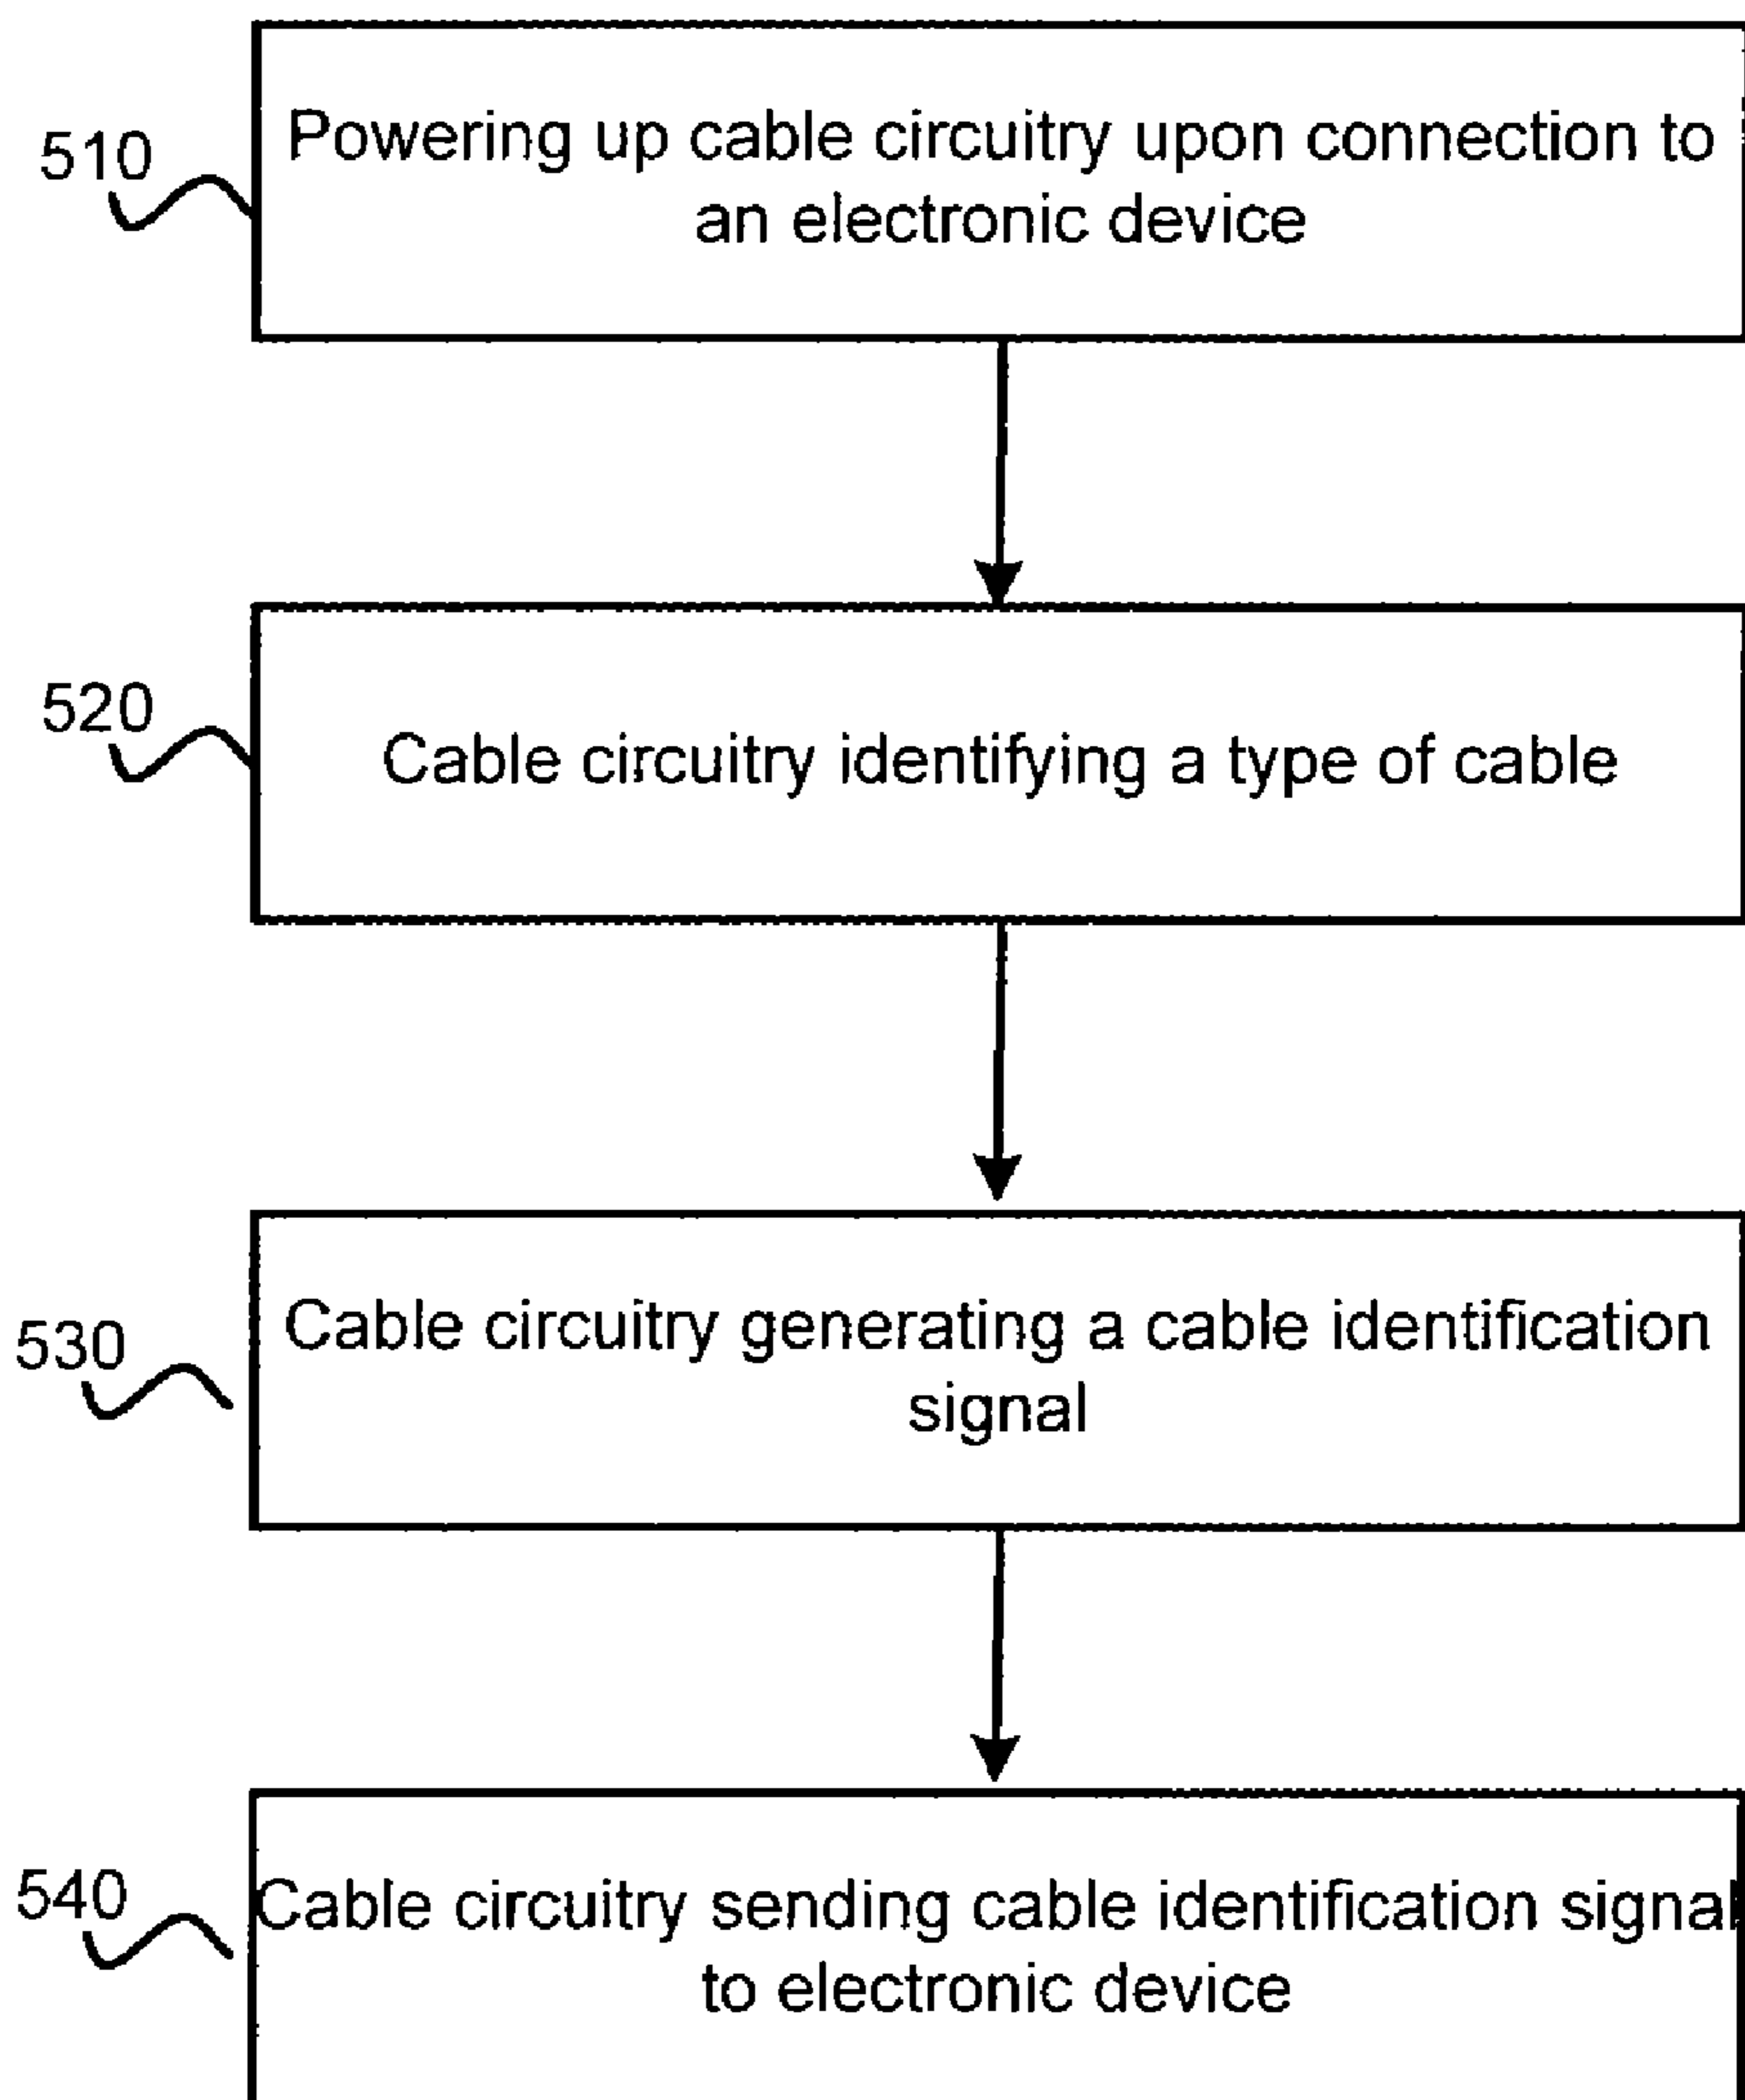 510
Powering up cable circuitry upon connection to
an electronic device
520
Cable circuitry identifying a type of cable
530
Cable circuitry generating a cable identification
signal
540
Cable circuitry sending cable identification signal
to electronic device